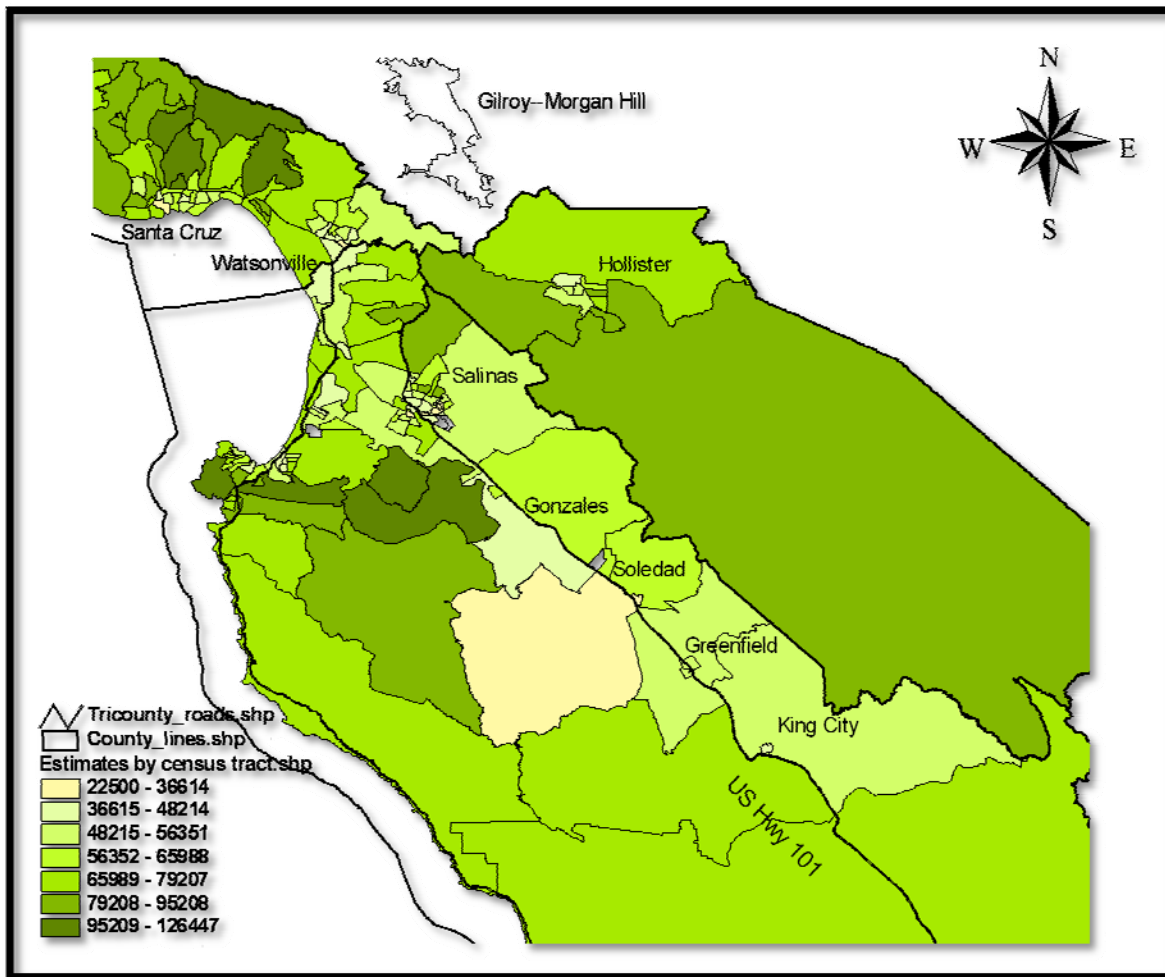 N
Gilroy--Morgan Hill
W E
S
Santa Cruz
Watsonville
Hollister
Salinas
Gonzales
Soledad
Greenfield
King City
US Hwy 101
Tricounty_roads.shp
County_lines.shp
Estimates by census tract.shp
22500 - 36614
36615 - 48214
48215 - 56351
56352 - 65988
65989 - 79207
79208 - 95208
95209 - 126447